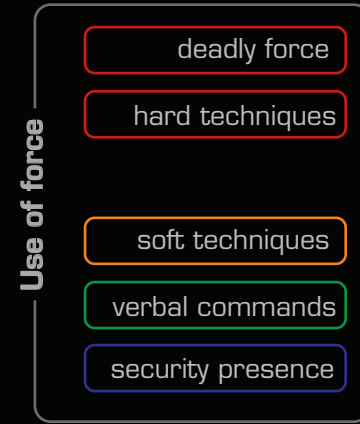 Use of force
deadly force
hard techniques
soft techniques
verbal commands
security presence